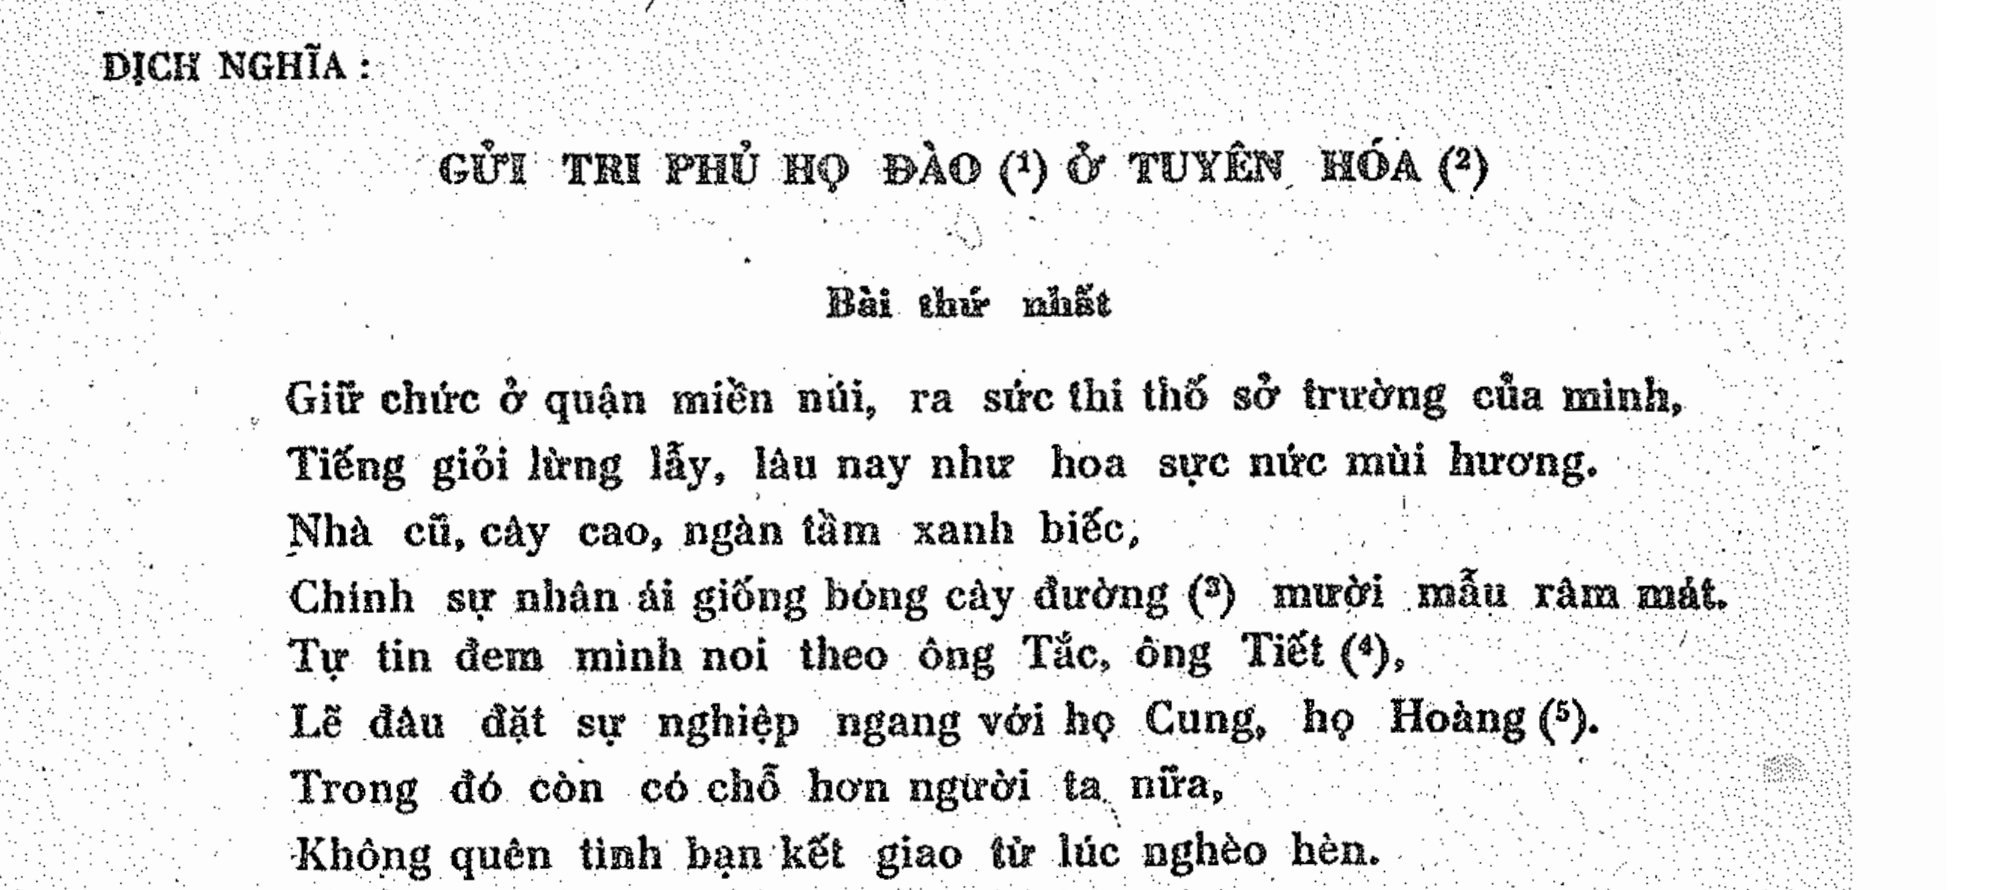 DỊCH NGHĨA :
GỬI TRI PHỦ HỌ ĐÀO (¹) Ở TUYÊN HÓA (²)
Bài thứ nhất
Giữ chức ở quận miền núi, ra sức thi thố sở trường của mình,
Tiếng giỏi lừng lẫy, lâu nay như hoa sực nức mùi hương.
Nhà cũ, cây cao, ngàn tầm xanh biếc,
Chính sự nhân ái giống bóng cây đường (³) mười mẫu râm mát.
Tự tin đem mình noi theo ông Tắc, ông Tiết (⁴),
Lẽ đâu đặt sự nghiệp ngang với họ Cung, họ Hoàng (⁵).
Trong đó còn có chỗ hơn người ta nữa,
Không quên tình bạn kết giao từ lúc nghèo hèn.